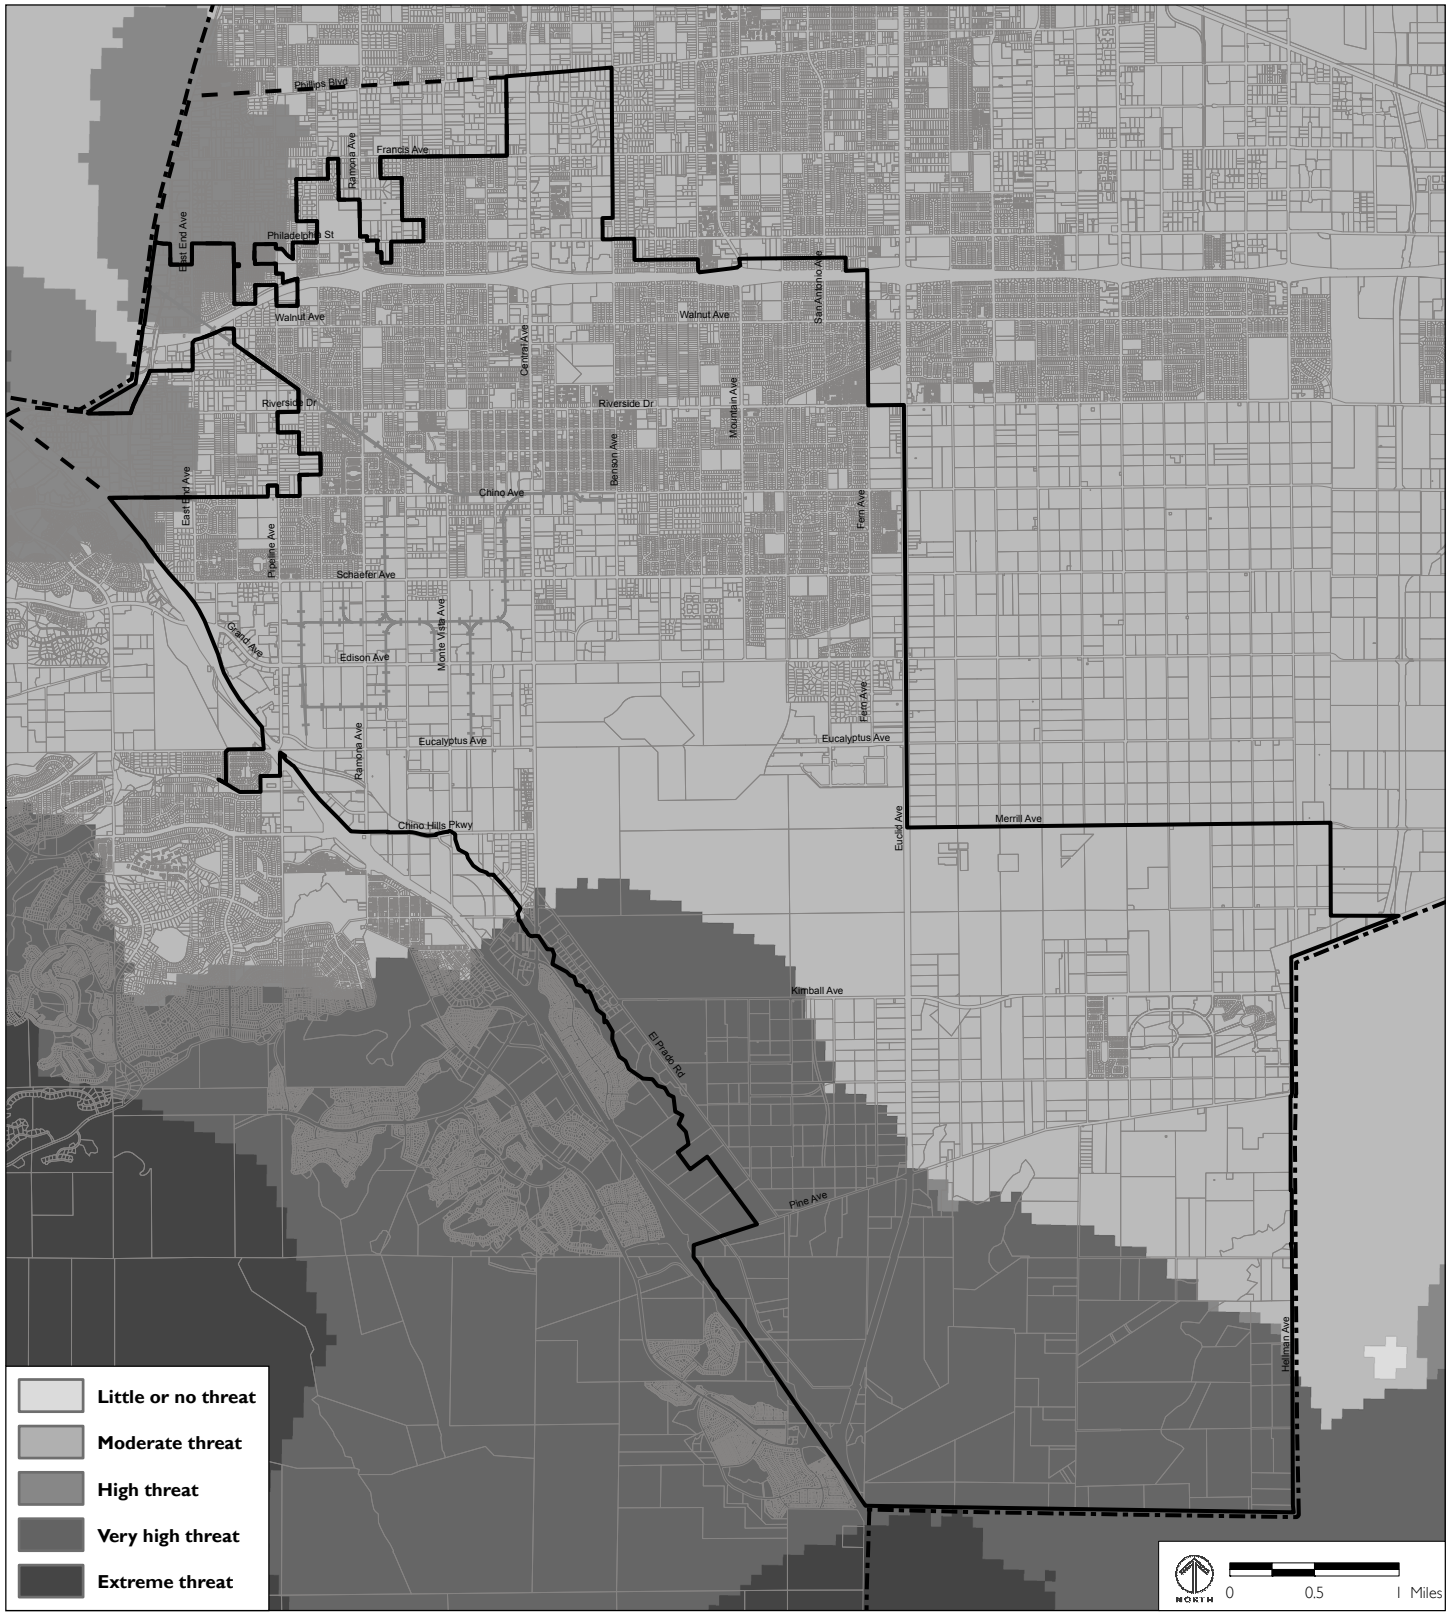 Phillips Blvd
Francis Ave
Ramona Ave
East End Ave
Philadelphia St
San Antonio Ave
Walnut Ave
Walnut Ave
Central Ave
Mountain Ave
Riverside Dr
Riverside Dr
Benson Ave
East End Ave
Chino Ave
Fern Ave
Pipeline Ave
Schaefer Ave
Grand Ave
Monte Vista Ave
Edison Ave
Fern Ave
Ramona Ave
Eucalyptus Ave
Eucalyptus Ave
Chino Hills Pkwy
Euclid Ave
Merrill Ave
Kimball Ave
El Prado Rd
Pine Ave
Hellman Ave
Little or no threat
Moderate threat
High threat
Very high threat
Extreme threat
NORTH
0 0.5 1 Miles